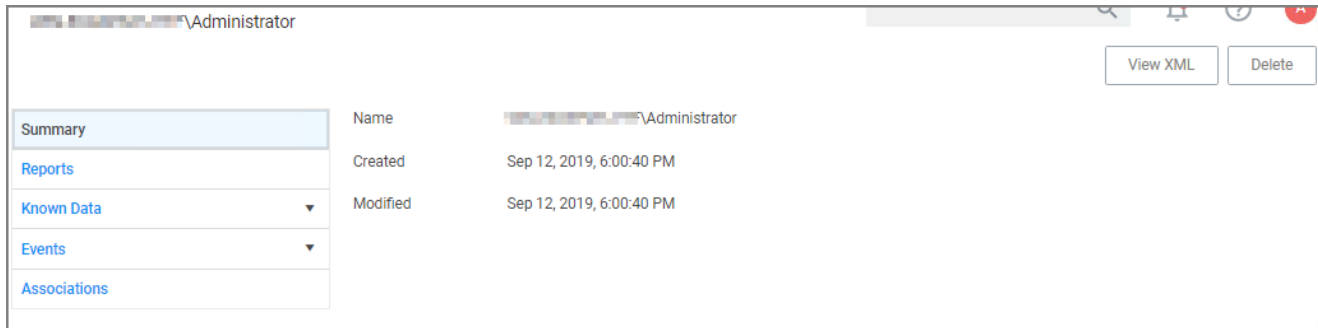 \Administrator
A
View XML
Delete
Summary
Reports
Known Data
Events
Associations
Name
\Administrator
Created
Sep 12, 2019, 6:00:40 PM
Modified
Sep 12, 2019, 6:00:40 PM